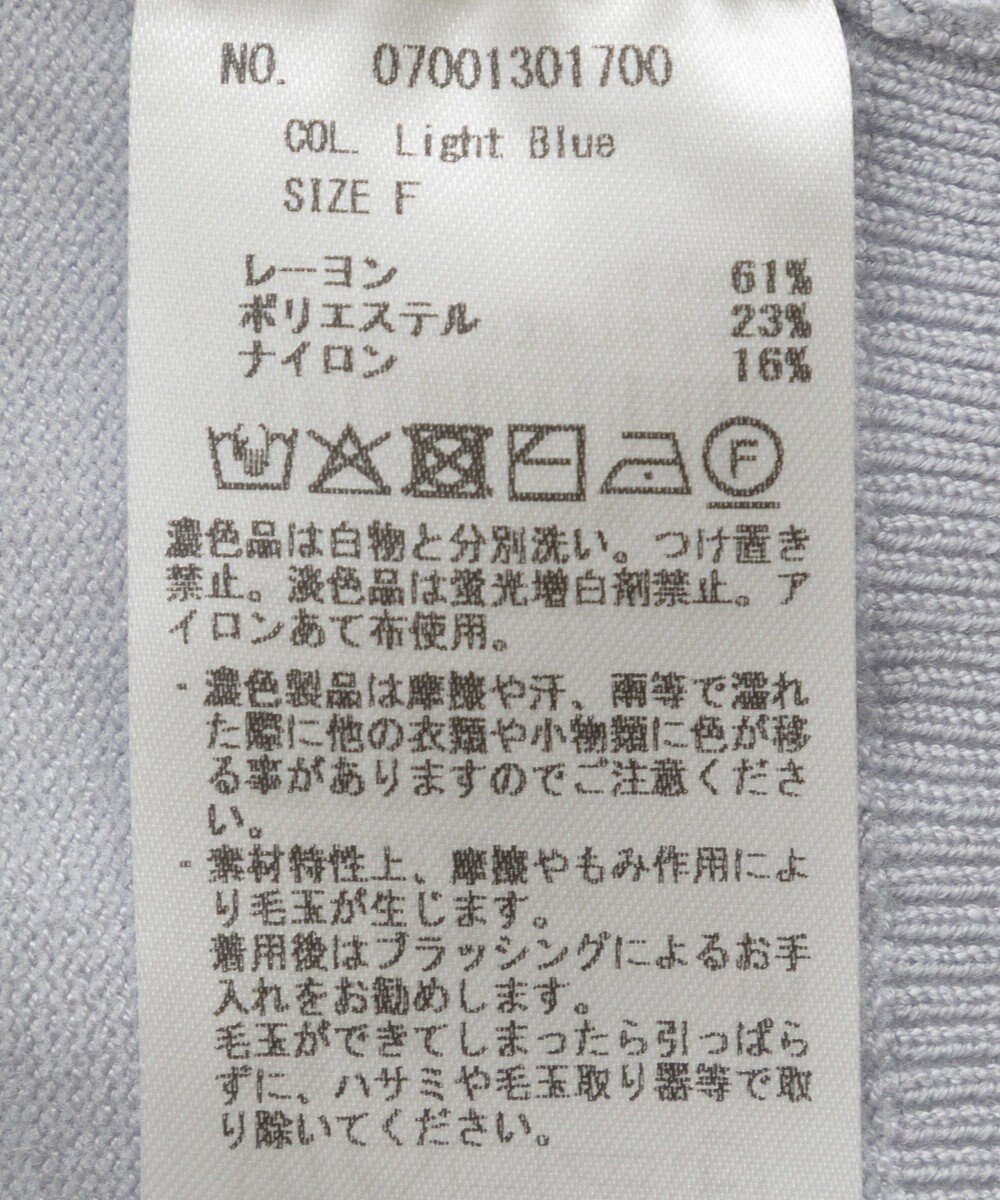 NO. 07001301700
COL. Light Blue
SIZE F
レーヨン 61%
ポリエステル 23%
ナイロン 16%
F
濃色品は白物と分別洗い。つけ置き
禁止。淡色品は蛍光増白剤禁止。ア
イロンあて布使用。
・濃色製品は摩擦や汗、雨等で濡れ
た際に他の衣類や小物類に色が移
る事がありますのでご注意くださ
い。
・素材特性上、摩擦やもみ作用によ
り毛玉が生じます。
着用後はブラッシングによるお手
入れをお勧めします。
毛玉ができてしまったら引っぱら
ずに、ハサミや毛玉取り器等で取
り除いてください。